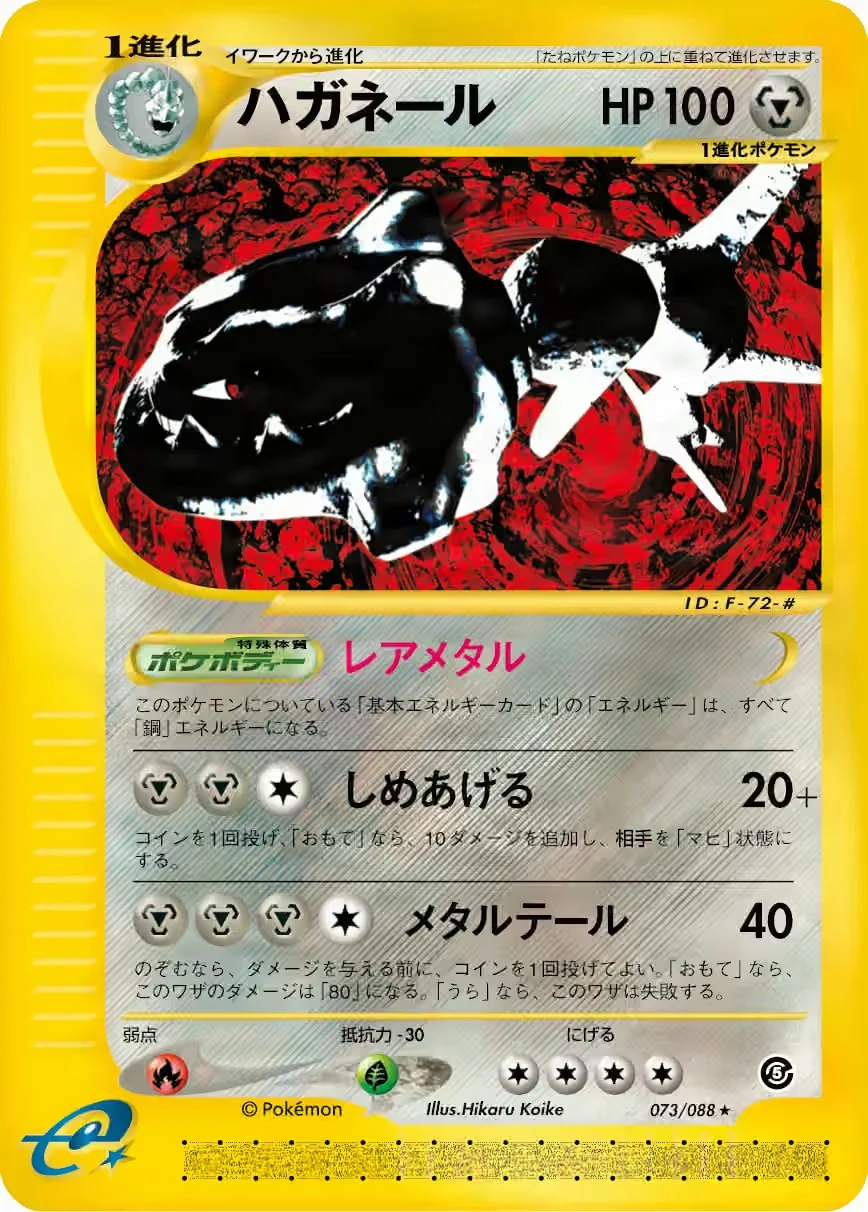 1進化
イワークから進化
「たねポケモン」の上に重ねて進化させます。
ハガネール
HP100
1進化ポケモン
ID:F-72-#
ポケボディー
特殊体質
レアメタル
このポケモンについている「基本エネルギーカード」の「エネルギー」は、すべて
「鋼」エネルギーになる。
しめあげる
20+
コインを1回投げ、「おもて」なら、10ダメージを追加し、相手を「マヒ」状態に
する。
メタルテール
40
のぞむなら、ダメージを与える前に、コインを1回投げてよい。「おもて」なら、
このワザのダメージは「80」になる。「うら」なら、このワザは失敗する。
弱点
抵抗力-30
にげる
5
© Pokémon
Illus.Hikaru Koike
073/088★
e